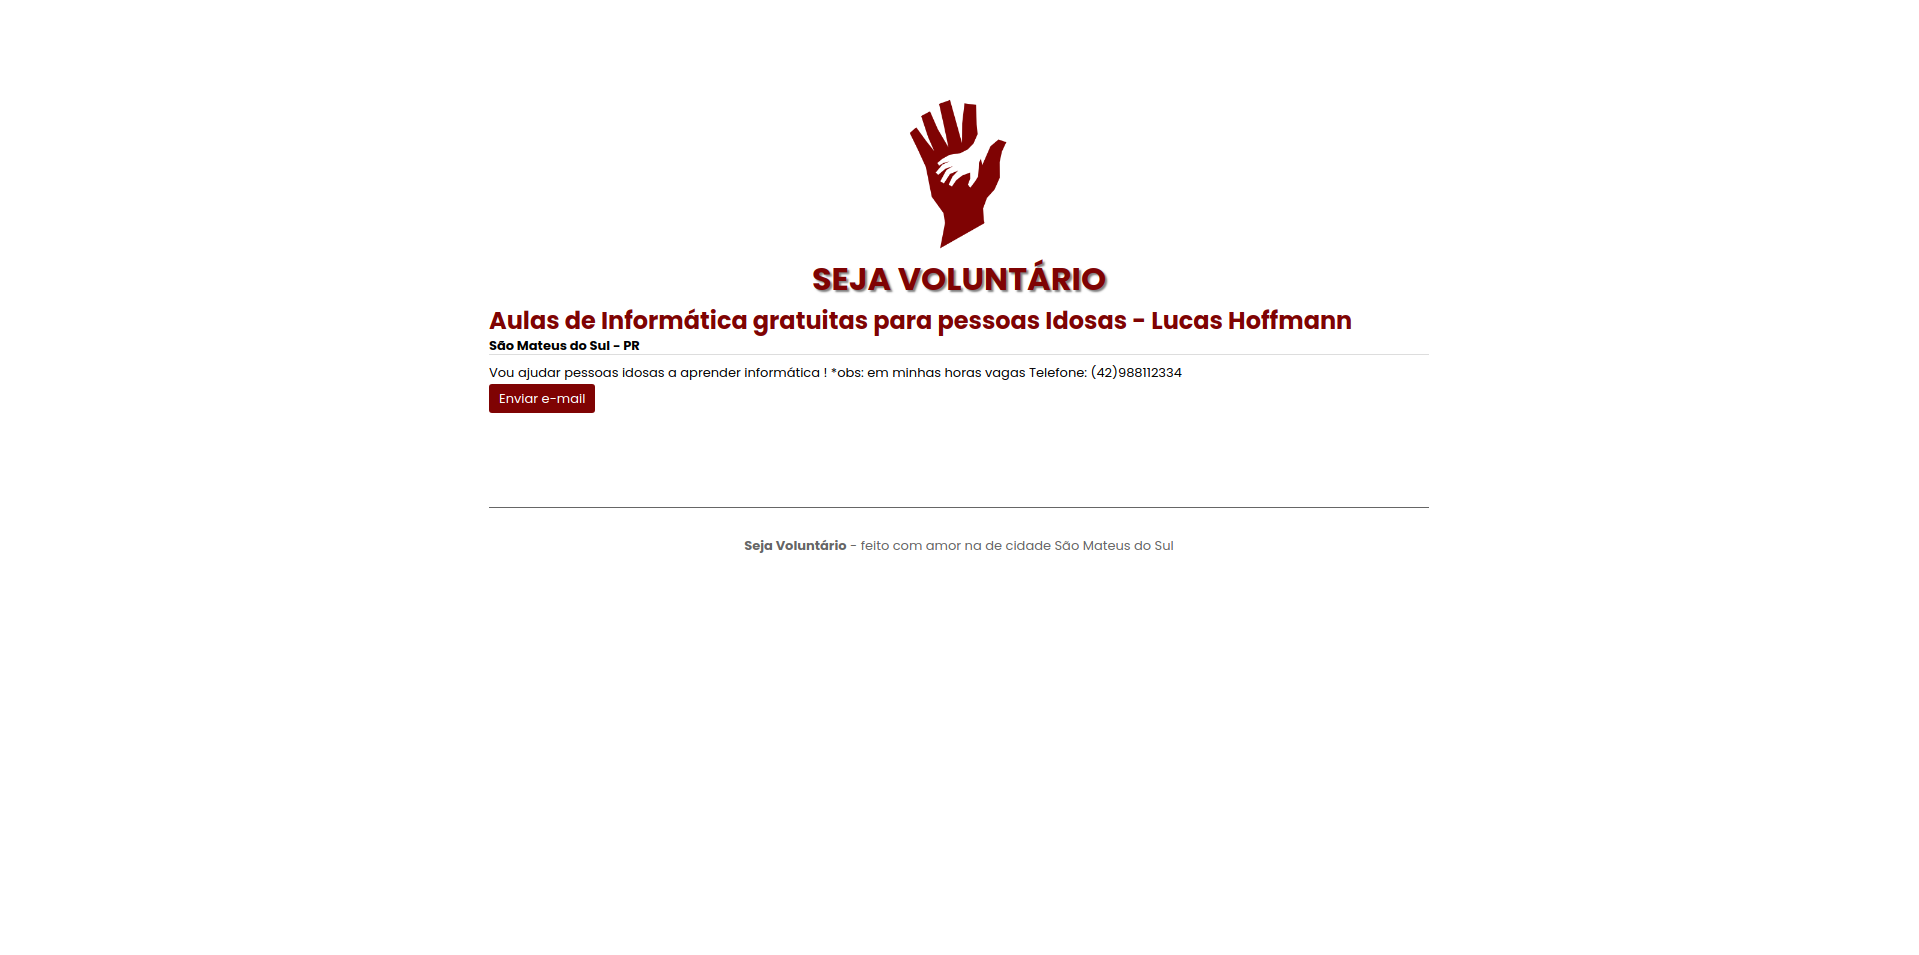 SEJA VOLUNTÁRIO
Aulas de Informática gratuitas para pessoas Idosas - Lucas Hoffmann
São Mateus do Sul - PR
Vou ajudar pessoas idosas a aprender informática ! *obs: em minhas horas vagas Telefone: (42)988112334
Enviar e-mail
Seja Voluntário - feito com amor na de cidade São Mateus do Sul